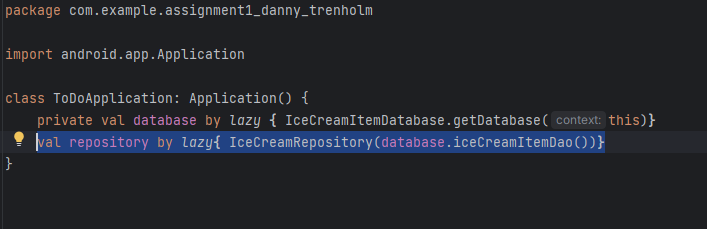 package com.example.assignment1_danny_trenholm
import android.app.Application
class ToDoApplication: Application() {
private val database by lazy { IceCreamItemDatabase.getDatabase( context: this)}
val repository by lazy{ IceCreamRepository(database.iceCreamItemDao())}
}